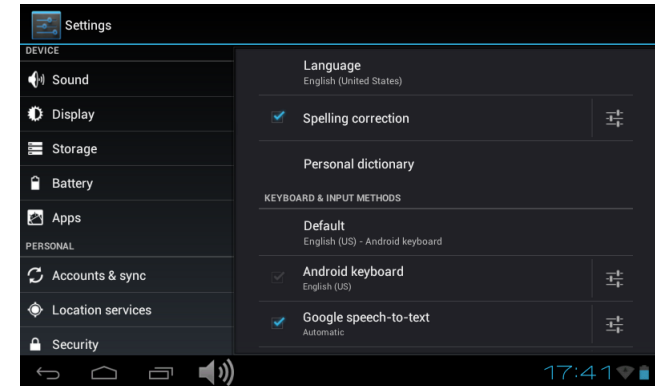 Settings
DEVICE
Sound
Display
Storage
Battery
Apps
PERSONAL
Accounts & sync
Location services
Security
Language
English (United States)
Spelling correction
Personal dictionary
KEYBOARD & INPUT METHODS
Default
English (US) - Android keyboard
Android keyboard
English (US)
Google speech-to-text
Automatic
17:41